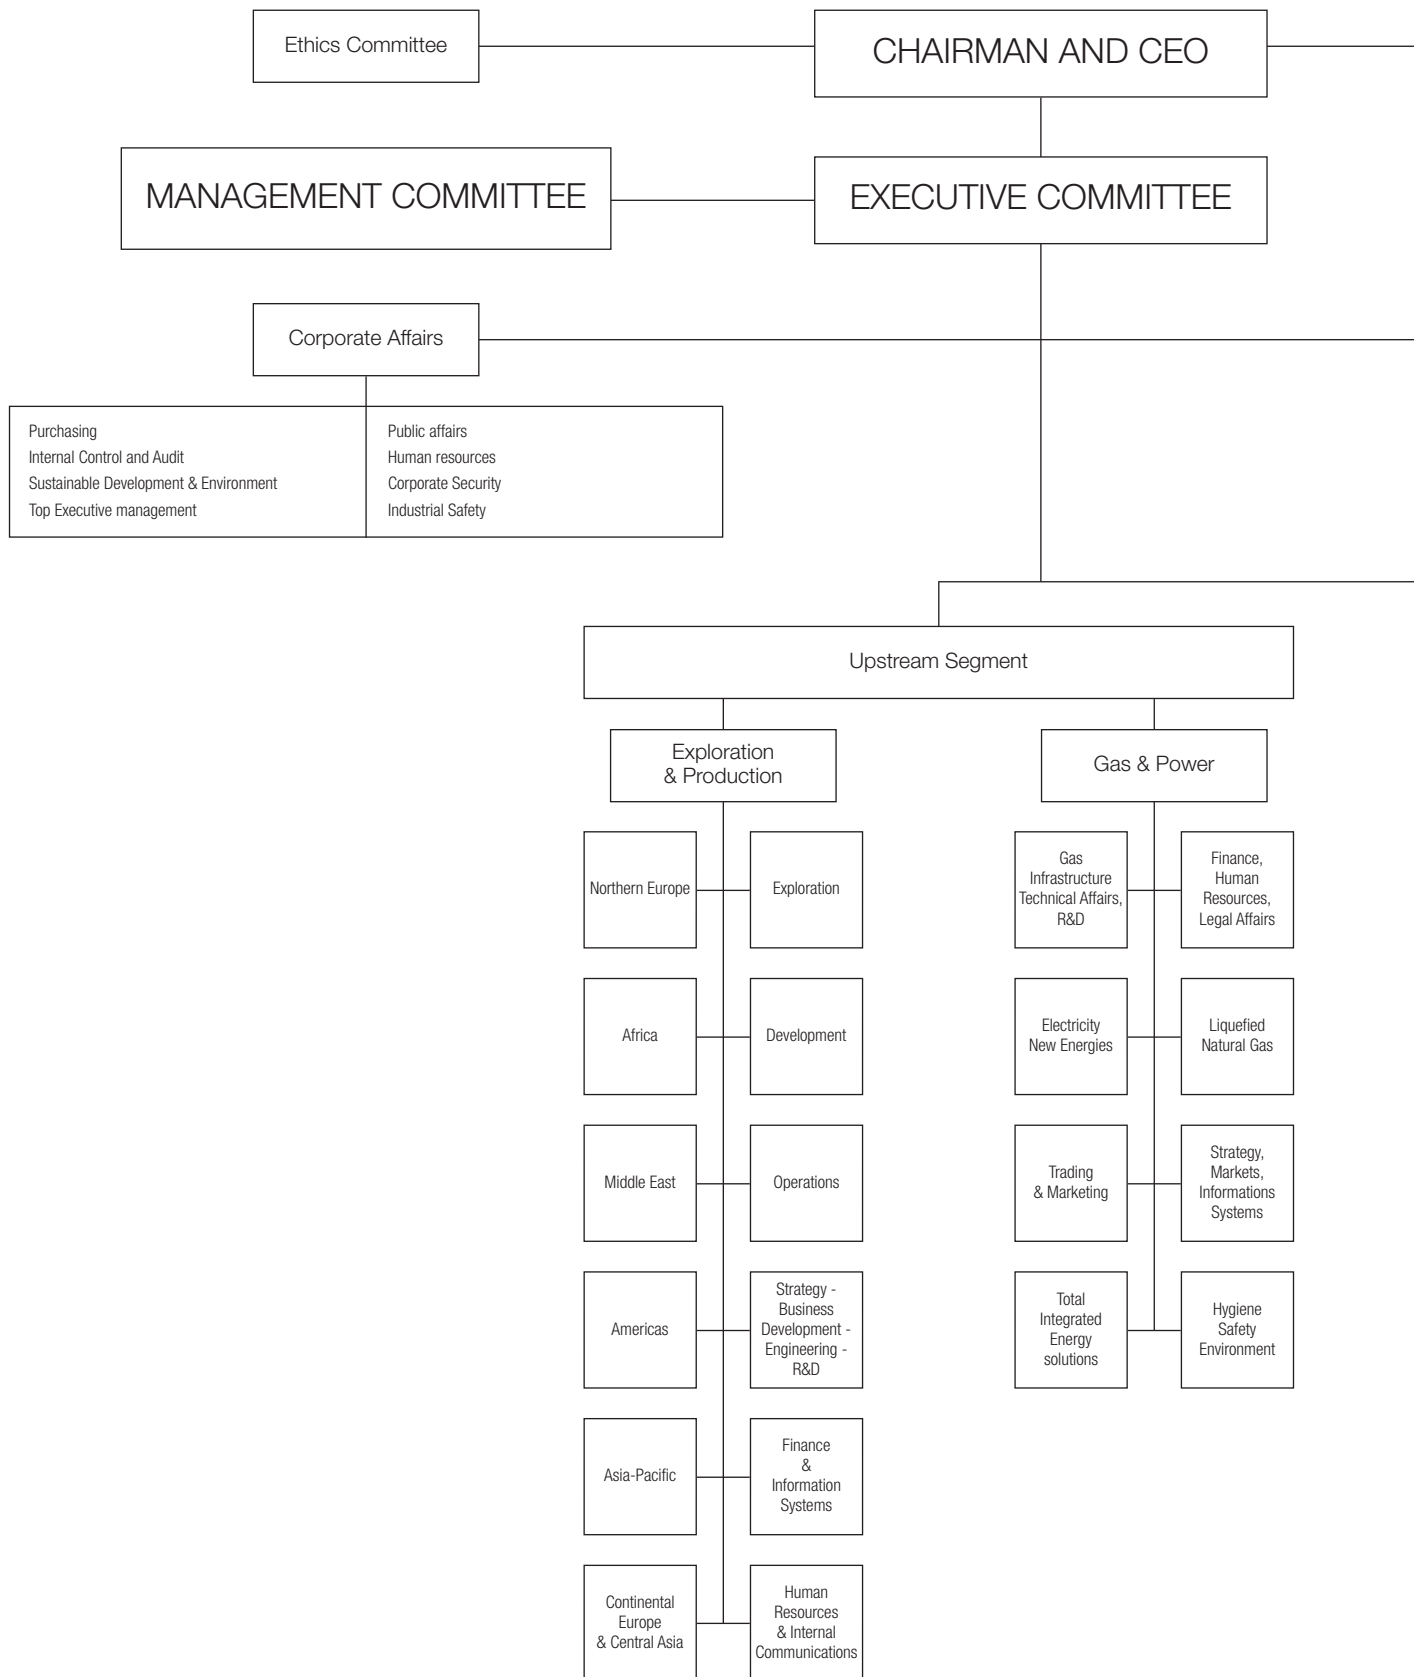 Ethics Committee
CHAIRMAN AND CEO
MANAGEMENT COMMITTEE
EXECUTIVE COMMITTEE
Corporate Affairs
Purchasing
Internal Control and Audit
Sustainable Development & Environment
Top Executive management
Public affairs
Human resources
Corporate Security
Industrial Safety
Upstream Segment
Exploration
& Production
Gas & Power
Northern Europe
Exploration
Gas
Infrastructure
Technical Affairs,
R&D
Finance,
Human
Resources,
Legal Affairs
Africa
Development
Electricity
New Energies
Liquefied
Natural Gas
Middle East
Operations
Trading
& Marketing
Strategy,
Markets,
Informations
Systems
Americas
Strategy -
Business
Development -
Engineering -
R&D
Total
Integrated
Energy
solutions
Hygiene
Safety
Environment
Asia-Pacific
Finance
&
Information
Systems
Continental
Europe
& Central Asia
Human
Resources
& Internal
Communications